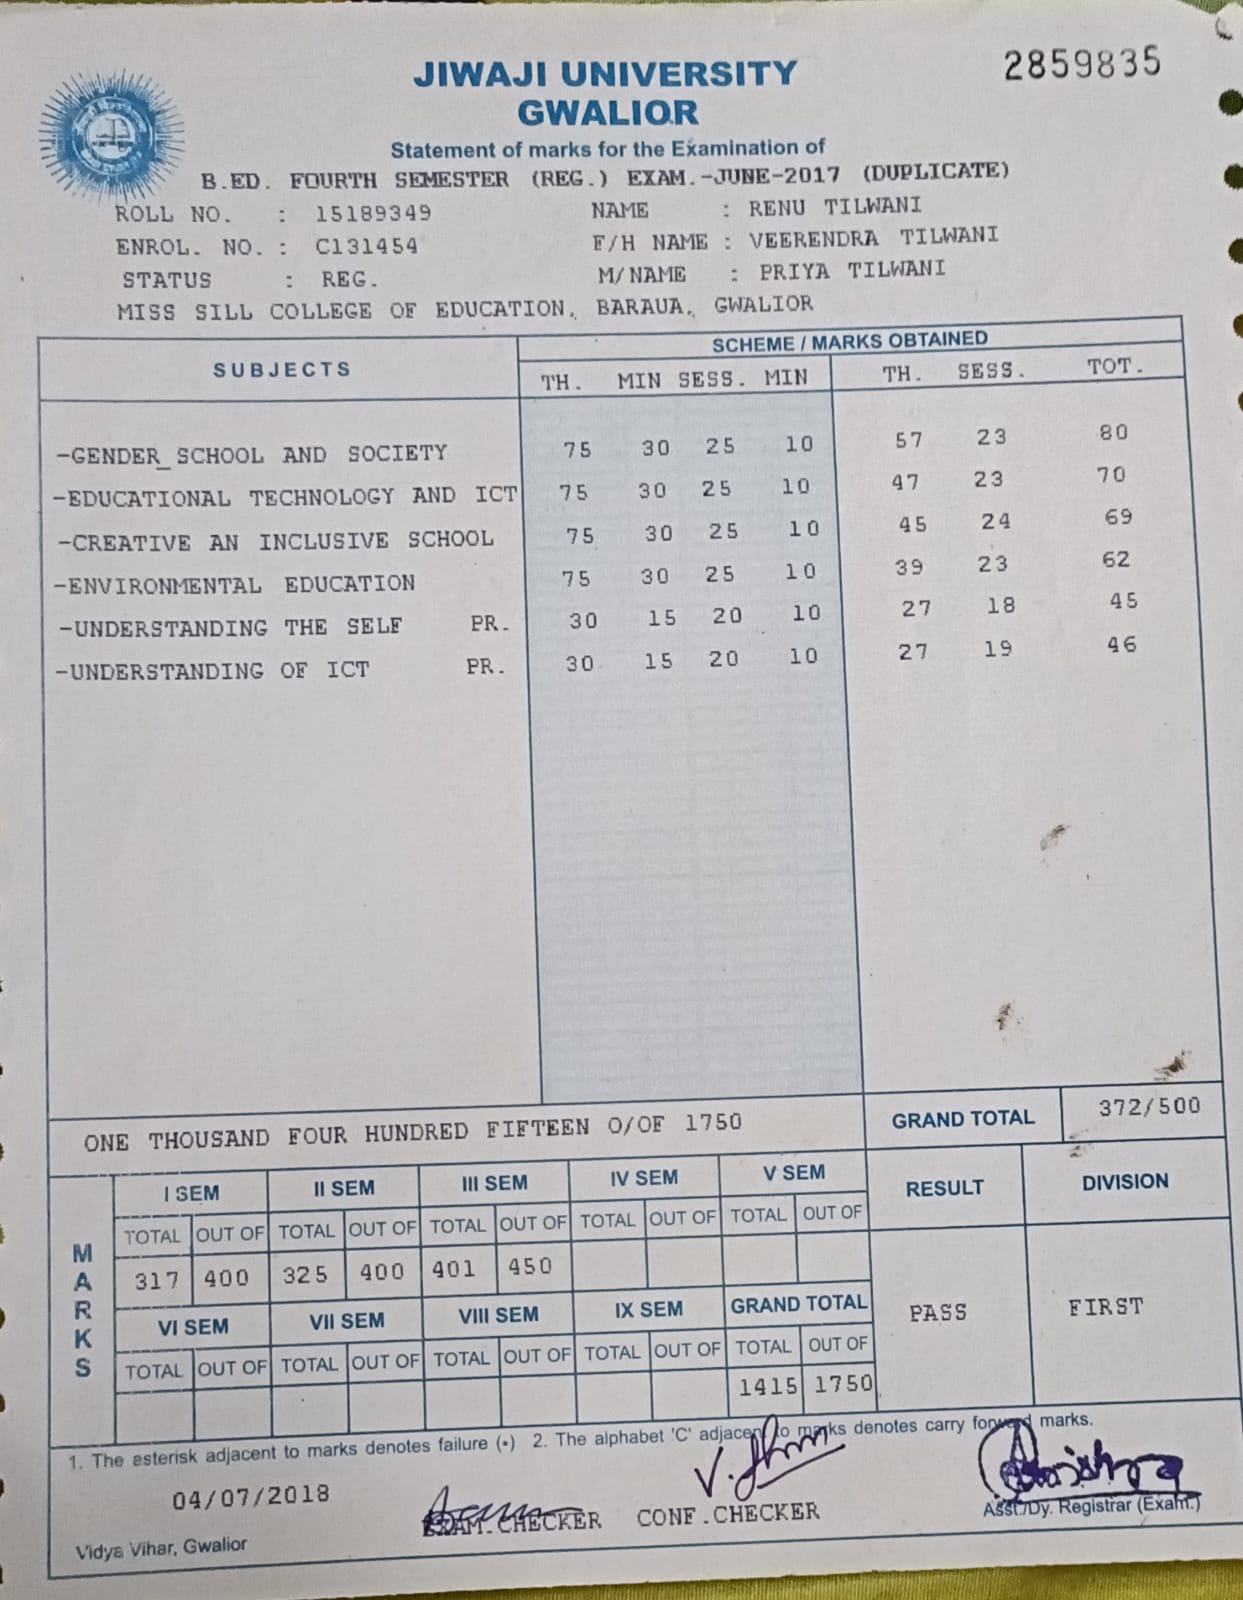 2859835
JIWAJI UNIVERSITY
GWALIOR
Statement of marks for the Examination of
B.ED. FOURTH SEMESTER (REG.) EXAM.-JUNE-2017 (DUPLICATE)
ROLL NO. : 15189349 NAME : RENU TILWANI
ENROL. NO. : C131454 F/H NAME : VEERENDRA TILWANI
STATUS : REG. M/NAME : PRIYA TILWANI
MISS SILL COLLEGE OF EDUCATION, BARAUA, GWALIOR
SUBJECTS SCHEME / MARKS OBTAINED
TH. MIN SESS. MIN TH. SESS. TOT.
-GENDER_SCHOOL AND SOCIETY 75 30 25 10 57 23 80
-EDUCATIONAL TECHNOLOGY AND ICT 75 30 25 10 47 23 70
-CREATIVE AN INCLUSIVE SCHOOL 75 30 25 10 45 24 69
-ENVIRONMENTAL EDUCATION 75 30 25 10 39 23 62
-UNDERSTANDING THE SELF PR. 30 15 20 10 27 18 45
-UNDERSTANDING OF ICT PR. 30 15 20 10 27 19 46
ONE THOUSAND FOUR HUNDRED FIFTEEN O/OF 1750 GRAND TOTAL 372/500
MARKS
I SEM II SEM III SEM IV SEM V SEM RESULT DIVISION
TOTAL OUT OF TOTAL OUT OF TOTAL OUT OF TOTAL OUT OF TOTAL OUT OF
317 400 325 400 401 450
VI SEM VII SEM VIII SEM IX SEM GRAND TOTAL PASS FIRST
TOTAL OUT OF TOTAL OUT OF TOTAL OUT OF TOTAL OUT OF TOTAL OUT OF
1415 1750
1. The esterisk adjacent to marks denotes failure (*) 2. The alphabet 'C' adjacent to marks denotes carry forward marks.
04/07/2018
EXAM.CHECKER CONF.CHECKER Asst./Dy. Registrar (Exam.)
Vidya Vihar, Gwalior